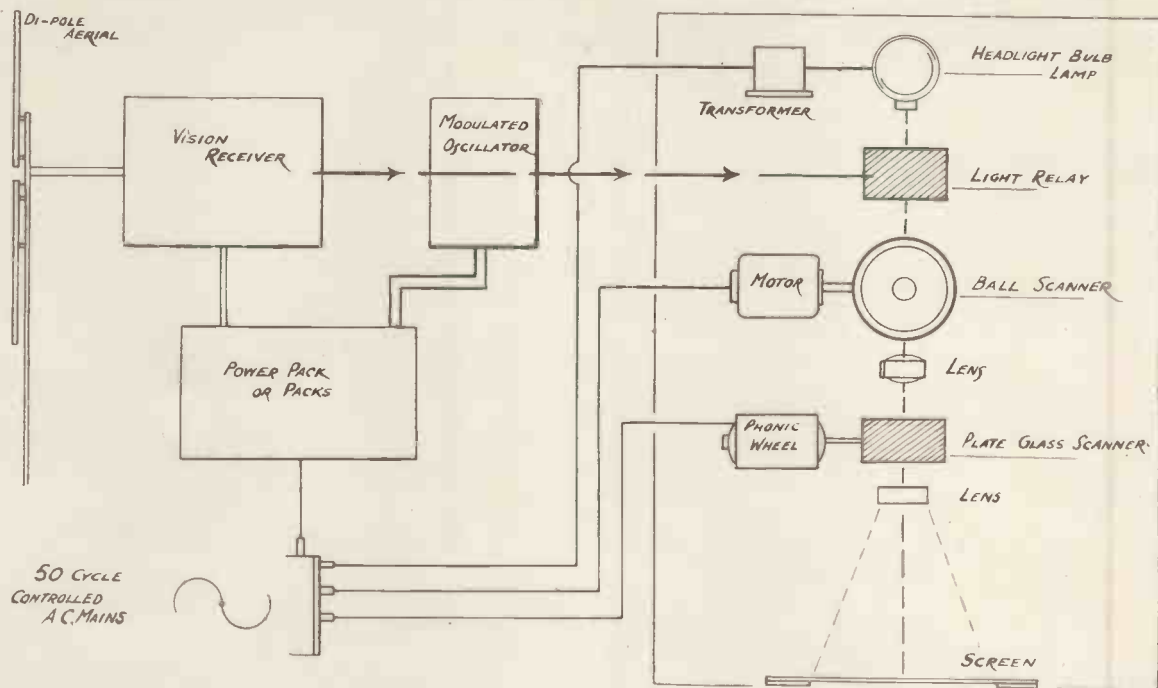 DI-POLE
AERIAL
VISION
RECEIVER
MODULATED
OSCILLATOR
TRANSFORMER
HEADLIGHT BULB
LAMP
LIGHT RELAY
MOTOR
BALL SCANNER
LENS
POWER PACK
OR PACKS
PHONIC
WHEEL
PLATE GLASS SCANNER
LENS
50 CYCLE
CONTROLLED
A.C. MAINS
SCREEN